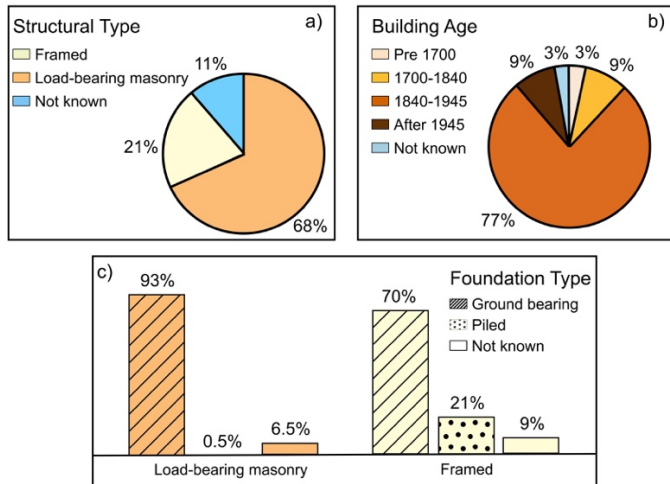 a)
Structural Type
Framed
Load-bearing masonry
Not known
11%
21%
68%
b)
Building Age
Pre 1700
1700-1840
1840-1945
After 1945
Not known
9%
3%
3%
9%
77%
c)
Foundation Type
Ground bearing
Piled
Not known
93%
0.5%
6.5%
70%
21%
9%
Load-bearing masonry
Framed